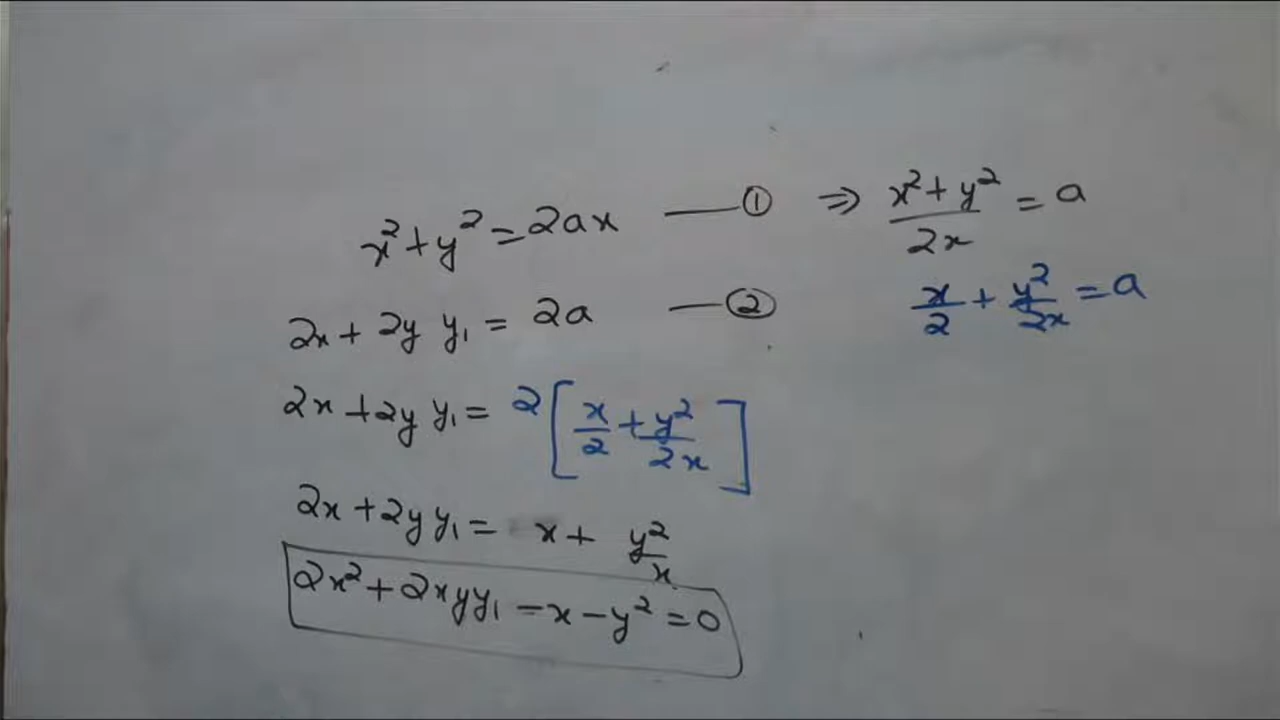 x² + y² = 2ax —① ⇒ (x² + y²)/2x = a
x/2 + y²/2x = a
2x + 2y y₁ = 2a —②
2x + 2y y₁ = 2[x/2 + y²/2x]
2x + 2y y₁ = x + y²/x
2x² + 2xyy₁ - x - y² = 0